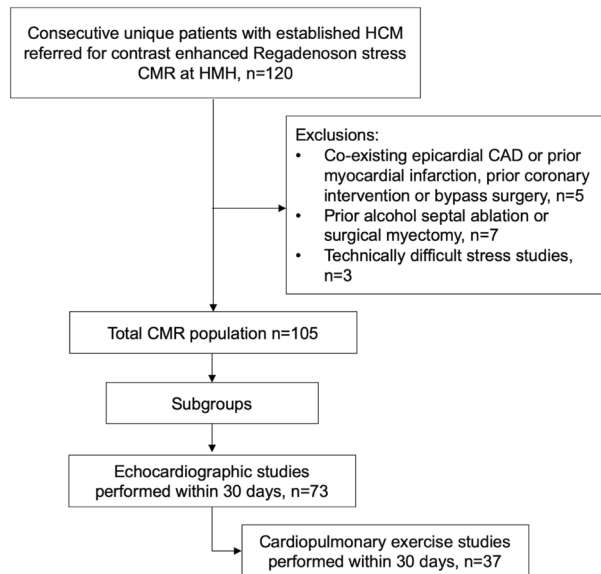 Consecutive unique patients with established HCM
referred for contrast enhanced Regadenoson stress
CMR at HMH, n=120
Exclusions:
• Co-existing epicardial CAD or prior
myocardial infarction, prior coronary
intervention or bypass surgery, n=5
• Prior alcohol septal ablation or
surgical myectomy, n=7
• Technically difficult stress studies,
n=3
Total CMR population n=105
Subgroups
Echocardiographic studies
performed within 30 days, n=73
Cardiopulmonary exercise studies
performed within 30 days, n=37